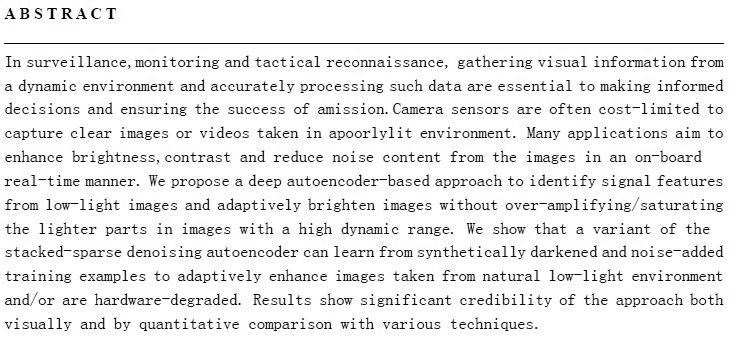 ABSTRACT
In surveillance, monitoring and tactical reconnaissance, gathering visual information from
a dynamic environment and accurately processing such data are essential to making informed
decisions and ensuring the success of amission. Camera sensors are often cost-limited to
capture clear images or videos taken in apoorlylit environment. Many applications aim to
enhance brightness, contrast and reduce noise content from the images in an on-board
real-time manner. We propose a deep autoencoder-based approach to identify signal features
from low-light images and adaptively brighten images without over-amplifying/saturating
the lighter parts in images with a high dynamic range. We show that a variant of the
stacked-sparse denoising autoencoder can learn from synthetically darkened and noise-added
training examples to adaptively enhance images taken from natural low-light environment
and/or are hardware-degraded. Results show significant credibility of the approach both
visually and by quantitative comparison with various techniques.